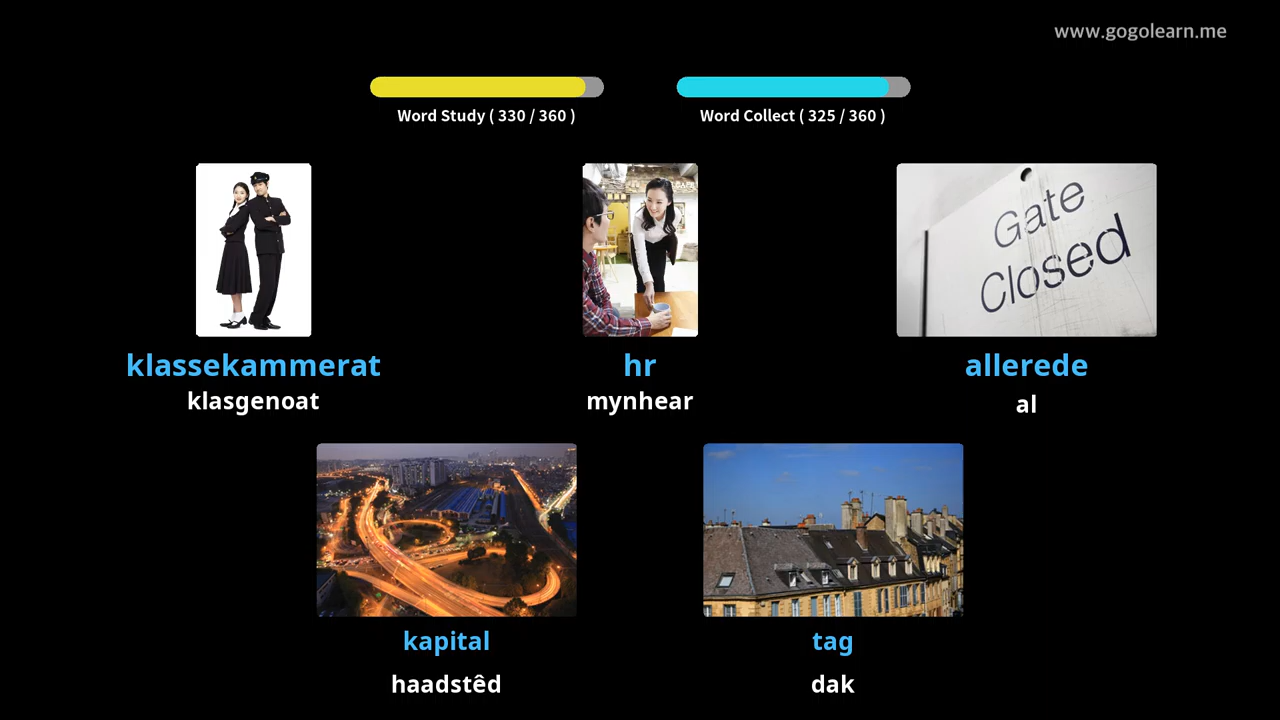 www.gogolearn.me
Word Study ( 330 / 360 )
Word Collect ( 325 / 360 )
Gate
Closed
klassekammerat
klasgenoat
hr
mynhear
allerede
al
kapital
haadstêd
tag
dak